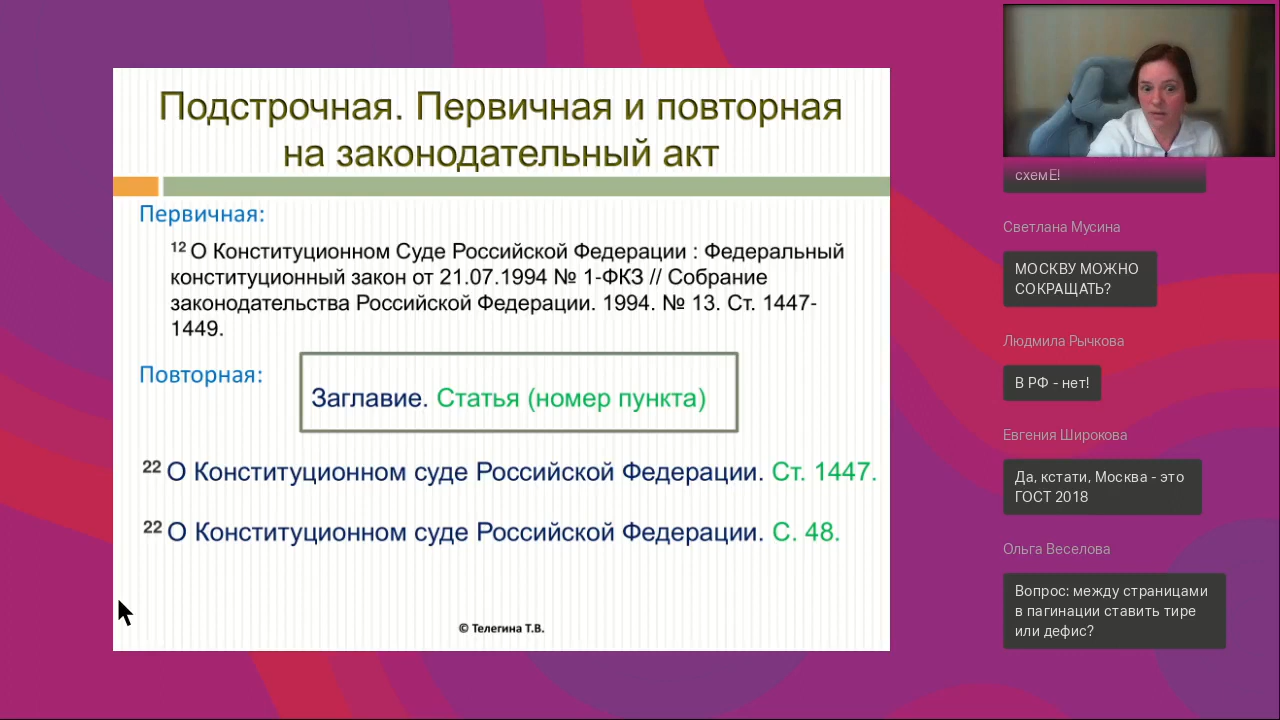 Подстрочная. Первичная и повторная
на законодательный акт
Первичная:
12 О Конституционном Суде Российской Федерации : Федеральный
конституционный закон от 21.07.1994 № 1-ФКЗ // Собрание
законодательства Российской Федерации. 1994. № 13. Ст. 1447-
1449.
Повторная:
Заглавие. Статья (номер пункта)
22 О Конституционном суде Российской Федерации. Ст. 1447.
22 О Конституционном суде Российской Федерации. С. 48.
© Телегина Т.В.
схемЕ!
Светлана Мусина
МОСКВУ МОЖНО
СОКРАЩАТЬ?
Людмила Рычкова
В РФ - нет!
Евгения Широкова
Да, кстати, Москва - это
ГОСТ 2018
Ольга Веселова
Вопрос: между страницами
в пагинации ставить тире
или дефис?